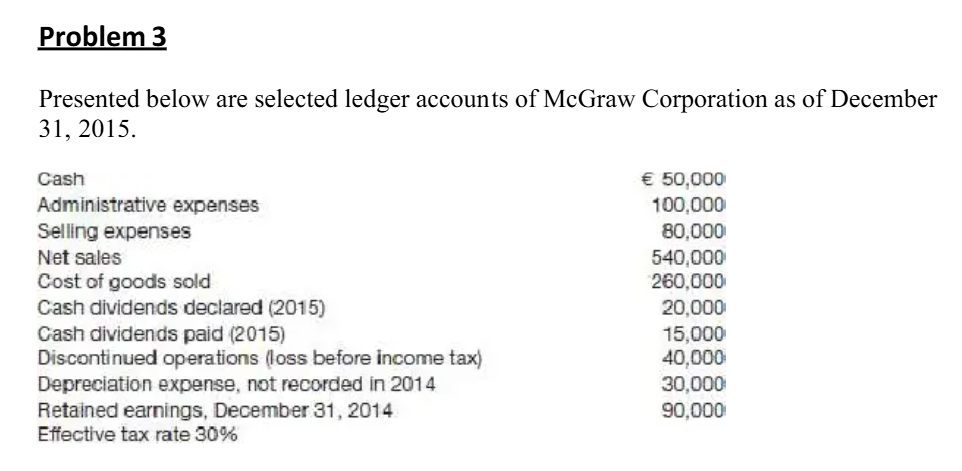 Problem 3
Presented below are selected ledger accounts of McGraw Corporation as of December
31, 2015.
Cash € 50,000
Administrative expenses 100,000
Selling expenses 80,000
Net sales 540,000
Cost of goods sold 260,000
Cash dividends declared (2015) 20,000
Cash dividends paid (2015) 15,000
Discontinued operations (loss before income tax) 40,000
Depreciation expense, not recorded in 2014 30,000
Retained earnings, December 31, 2014 90,000
Effective tax rate 30%